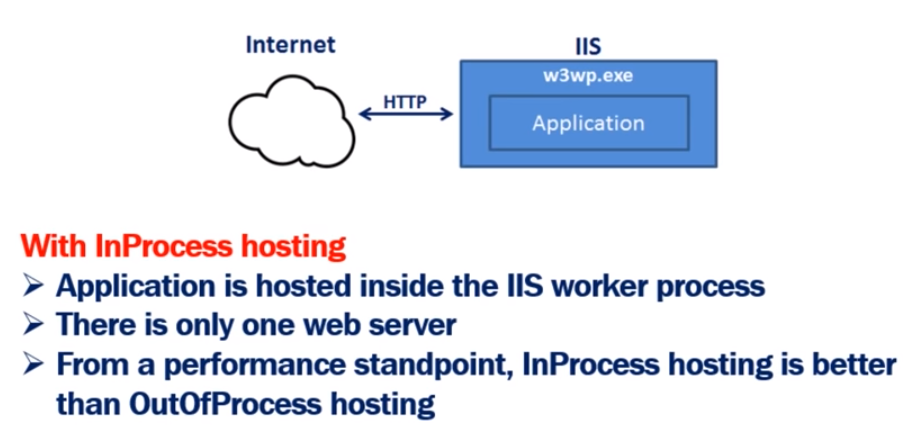 Internet
IIS
w3wp.exe
HTTP
Application
With InProcess hosting
➢ Application is hosted inside the IIS worker process
➢ There is only one web server
➢ From a performance standpoint, InProcess hosting is better
than OutOfProcess hosting